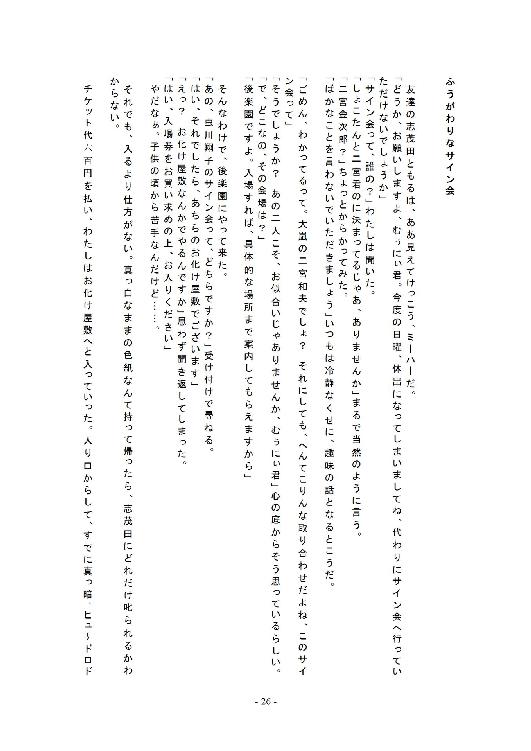 ふうがわりなサイン会
友達の志茂田ともるは、ああ見えてけっこう、ミーハーだ。
「どうか、お願いしますよ、むぅにぃ君。今度の日曜、休出になってしまいましてね、代わりにサイン会へ行ってい
ただけないでしょうか」
「サイン会って、誰の？」わたしは聞いた。
「しょこたんと二宮君のに決まってるじゃあ、ありませんか」まるで当然のように言う。
「二宮金次郎？」ちょっとからかってみた。
「ばかなことを言わないでいただきましょう」いつもは冷静なくせに、趣味の話となるとこうだ。
「ごめん、わかってるって。大嵐の二宮和夫でしょ？　それにしても、へんてこりんな取り合わせだよね、このサイ
ン会って」
「そうでしょうか？　あの二人こそ、お似合いじゃありませんか、むぅにぃ君」心の底からそう思っているらしい。
「で、どこなの、その会場は？」
「後楽園ですよ。入場すれば、具体的な場所まで案内してもらえますから」
そんなわけで、後楽園にやって来た。
「あの、中川翔子のサイン会って、どちらですか？」受け付けで尋ねる。
「はい、それでしたら、あちらのお化け屋敷でございます」
「えっ？　お化け屋敷なんかでやるんですか」思わず聞き返してしまった。
「はい、入場券をお買い求めの上、お入りください」
やだなぁ。子供の頃から苦手なんだけど……。
それでも、入るより仕方がない。真っ白なままの色紙なんて持って帰ったら、志茂田にどれだけ叱られるかわ
からない。
チケット代六百円を払い、わたしはお化け屋敷へと入っていった。入り口からして、すでに真っ暗。ヒュ～ドロド
- 26 -